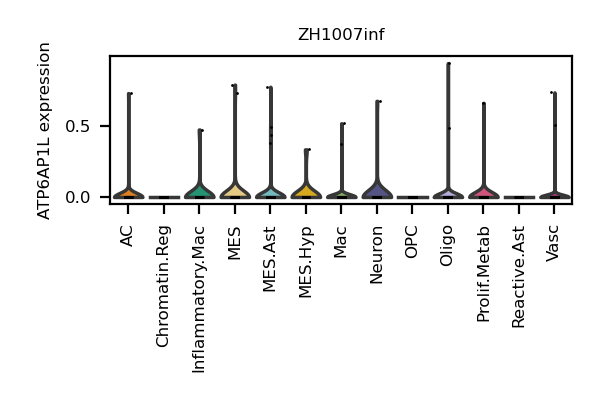 ZH1007inf
ATP6AP1L expression
0.5
0.0
AC
Chromatin.Reg
Inflammatory.Mac
MES
MES.Ast
MES.Hyp
Mac
Neuron
OPC
Oligo
Prolif.Metab
Reactive.Ast
Vasc